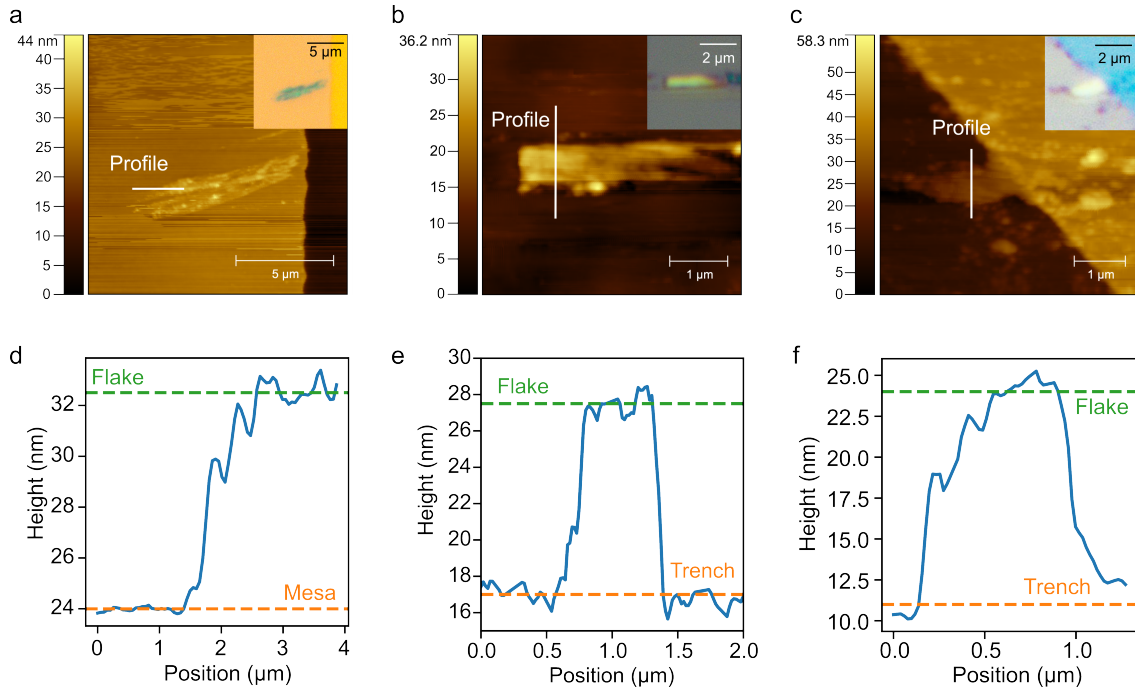 a
44 nm
40
35
30
25
20
15
10
5
0
5 µm
Profile
5 µm
b
36.2 nm
30
25
20
15
10
5
0
2 µm
Profile
1 µm
c
58.3 nm
50
45
40
35
30
25
20
15
10
5
0
2 µm
Profile
1 µm
d
Height (nm)
32
30
28
26
24
Flake
Mesa
0
1
2
3
4
Position (µm)
e
Height (nm)
30
28
26
24
22
20
18
16
Flake
Trench
0.0
0.5
1.0
1.5
2.0
Position (µm)
f
Height (nm)
25.0
22.5
20.0
17.5
15.0
12.5
10.0
Flake
Trench
0.0
0.5
1.0
Position (µm)